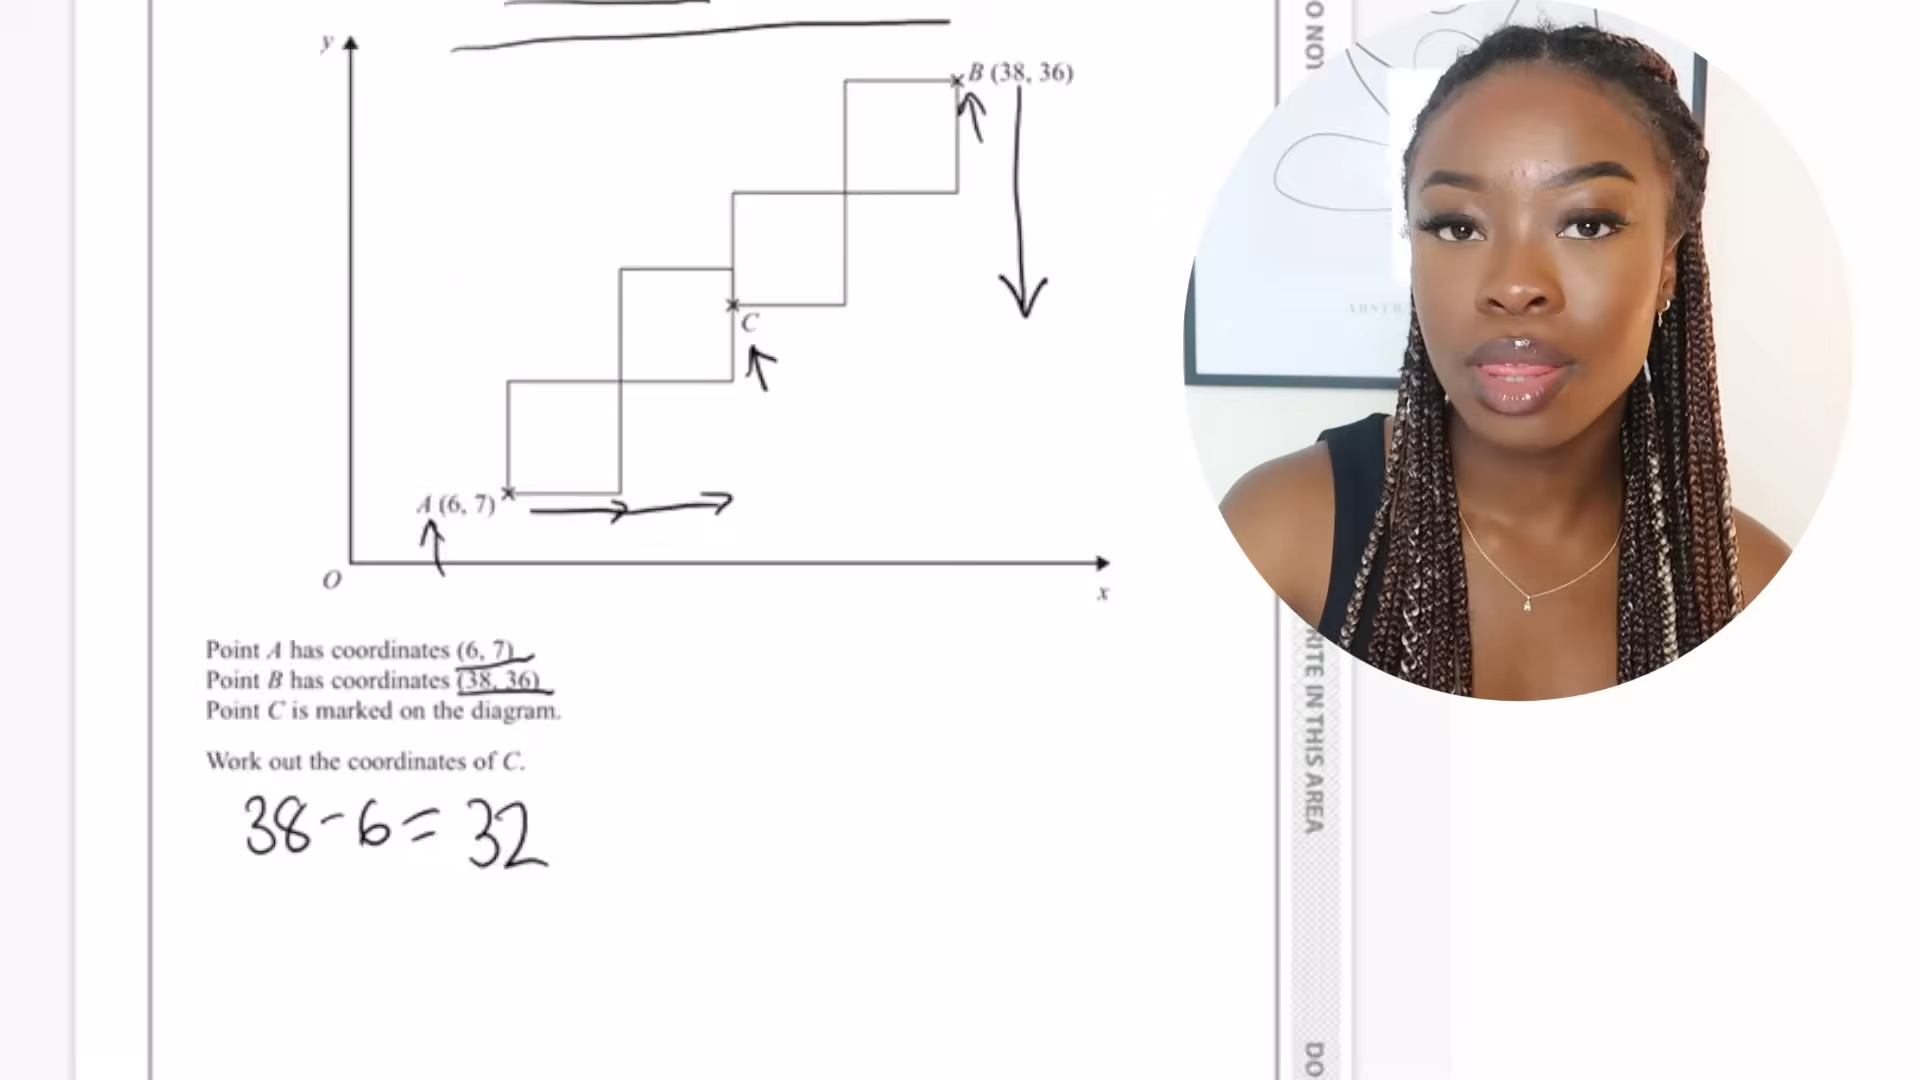 y
B (38, 36)
C
A (6, 7)
O
x
Point A has coordinates (6, 7)
Point B has coordinates (38, 36)
Point C is marked on the diagram.
Work out the coordinates of C.
38-6= 32
O NOT
RITE IN THIS AREA
DO